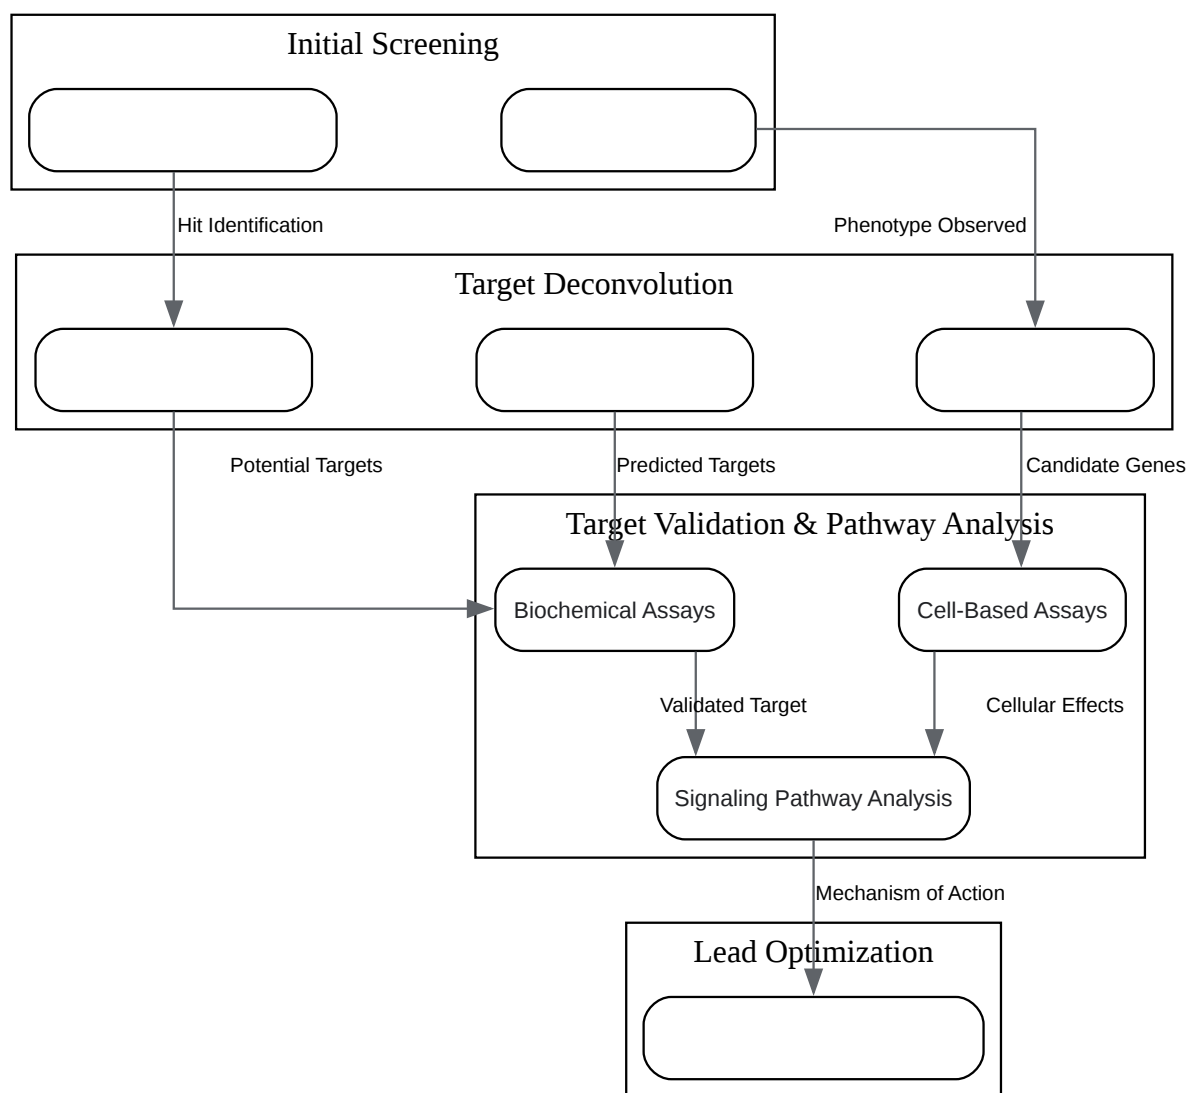 Initial Screening
Hit Identification
Phenotype Observed
Target Deconvolution
Potential Targets
Predicted Targets
Candidate Genes
Target Validation & Pathway Analysis
Biochemical Assays
Cell-Based Assays
Validated Target
Cellular Effects
Signaling Pathway Analysis
Mechanism of Action
Lead Optimization